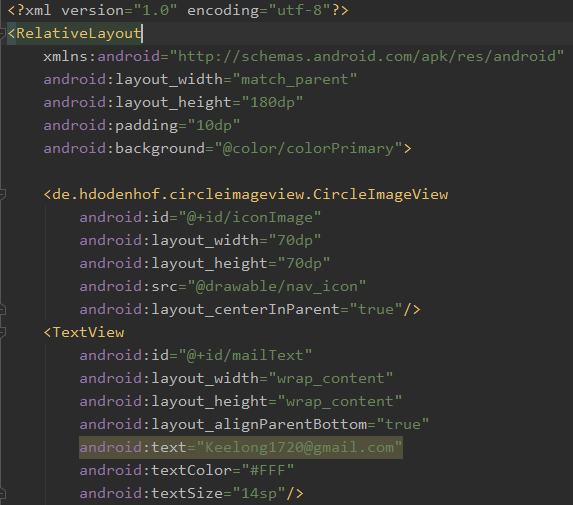 <?xml version="1.0" encoding="utf-8"?>
<RelativeLayout
xmlns:android="http://schemas.android.com/apk/res/android"
android:layout_width="match_parent"
android:layout_height="180dp"
android:padding="10dp"
android:background="@color/colorPrimary">
<de.hdodenhof.circleimageview.CircleImageView
android:id="@+id/iconImage"
android:layout_width="70dp"
android:layout_height="70dp"
android:src="@drawable/nav_icon"
android:layout_centerInParent="true"/>
<TextView
android:id="@+id/mailText"
android:layout_width="wrap_content"
android:layout_height="wrap_content"
android:layout_alignParentBottom="true"
android:text="Keelong1720@gmail.com"
android:textColor="#FFF"
android:textSize="14sp"/>